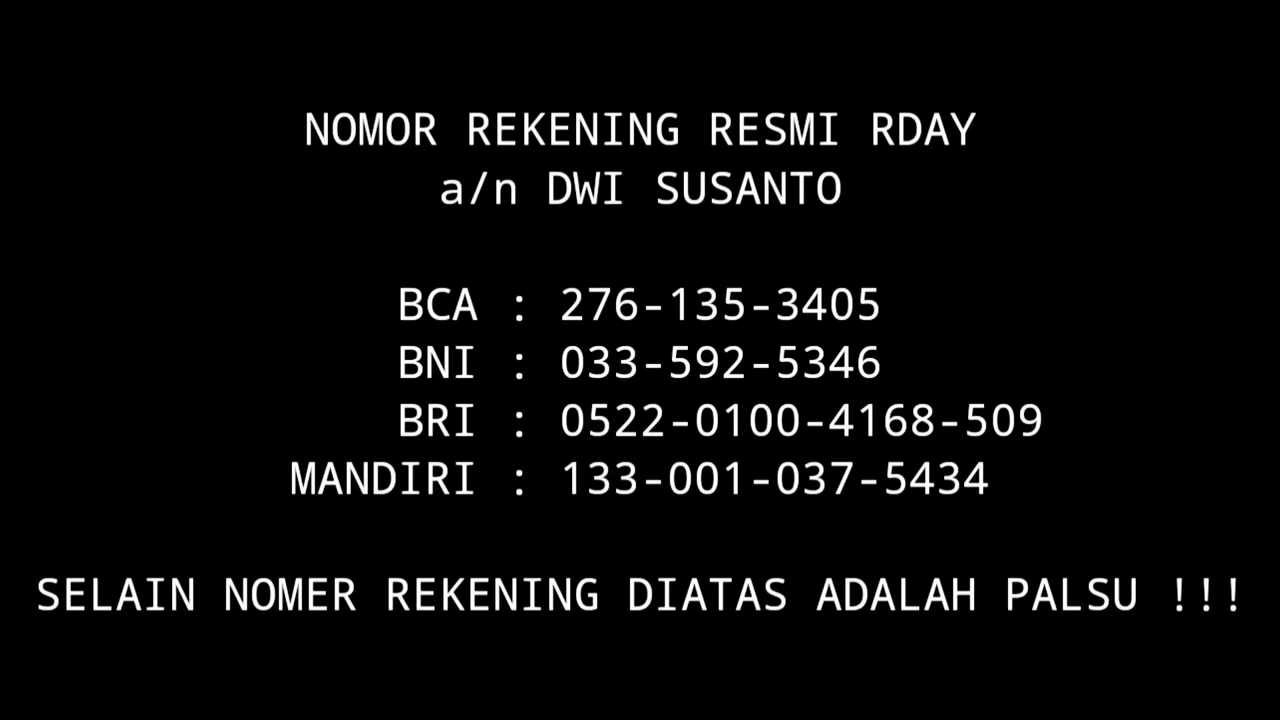 NOMOR REKENING RESMI RDAY
a/n DWI SUSANTO
BCA : 276-135-3405
BNI : 033-592-5346
BRI : 0522-0100-4168-509
MANDIRI : 133-001-037-5434
SELAIN NOMER REKENING DIATAS ADALAH PALSU !!!